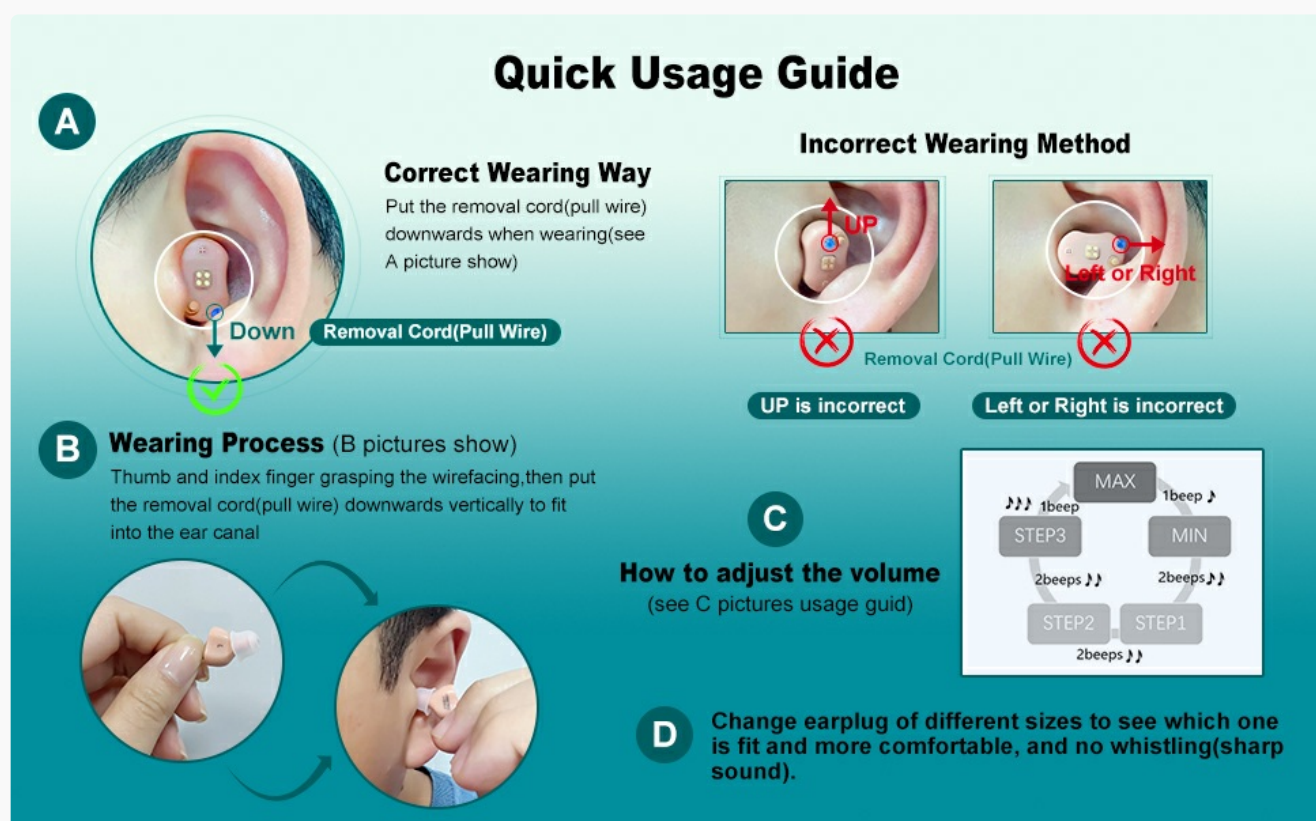 Quick Usage Guide
A
Correct Wearing Way
Put the removal cord(pull wire)
downwards when wearing(see
A picture show)
Down
Removal Cord(Pull Wire)
Incorrect Wearing Method
UP
Left or Right
Removal Cord(Pull Wire)
UP is incorrect
Left or Right is incorrect
B
Wearing Process (B pictures show)
Thumb and index finger grasping the wirefacing,then put
the removal cord(pull wire) downwards vertically to fit
into the ear canal
C
How to adjust the volume
(see C pictures usage guid)
MAX
♪♪♪ 1beep
1beep ♪
STEP3
MIN
2beeps ♪♪
2beeps♪♪
STEP2
STEP1
2beeps ♪♪
D
Change earplug of different sizes to see which one
is fit and more comfortable, and no whistling(sharp
sound).